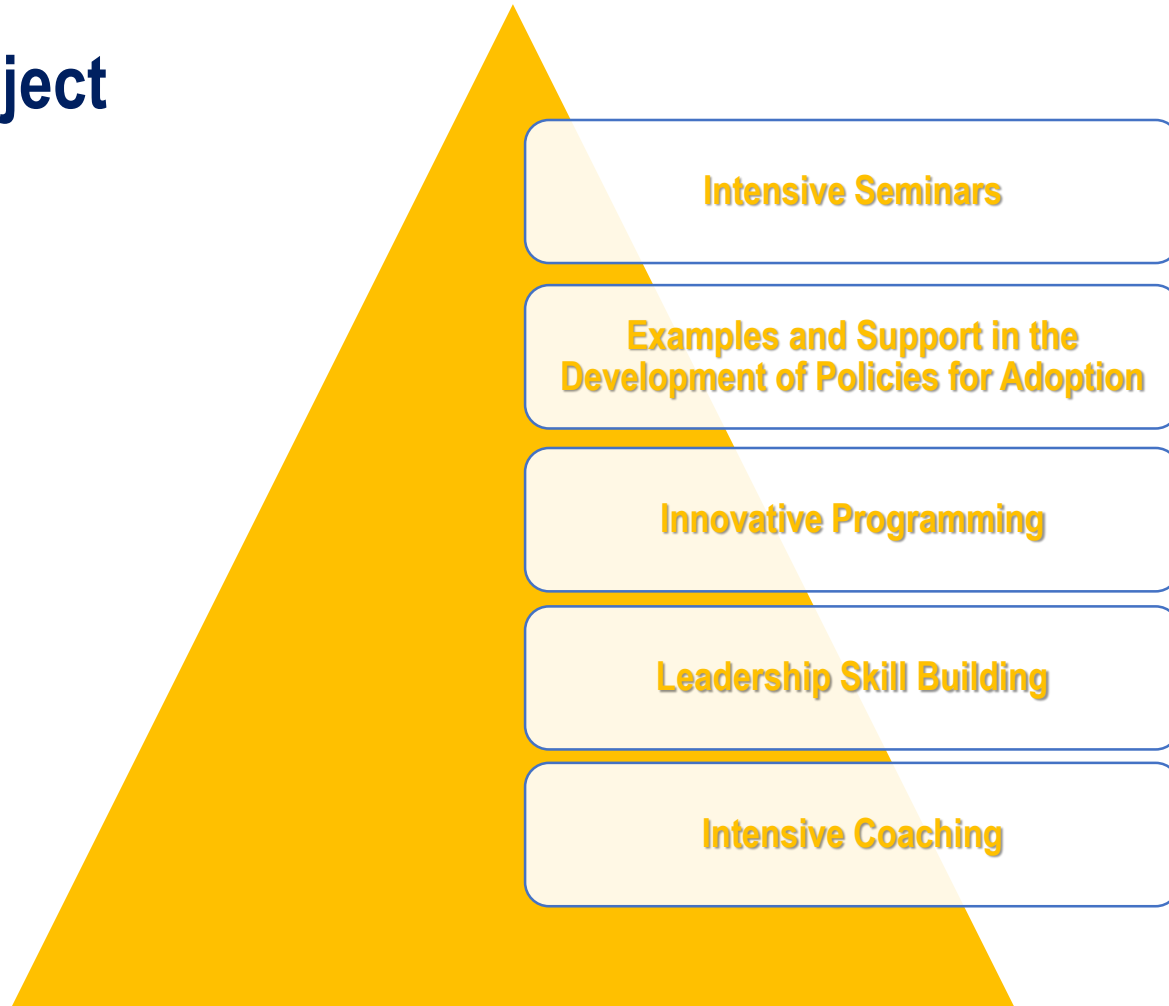 ject
Intensive Seminars
Examples and Support in the
Development of Policies for Adoption
Innovative Programming
Leadership Skill Building
Intensive Coaching